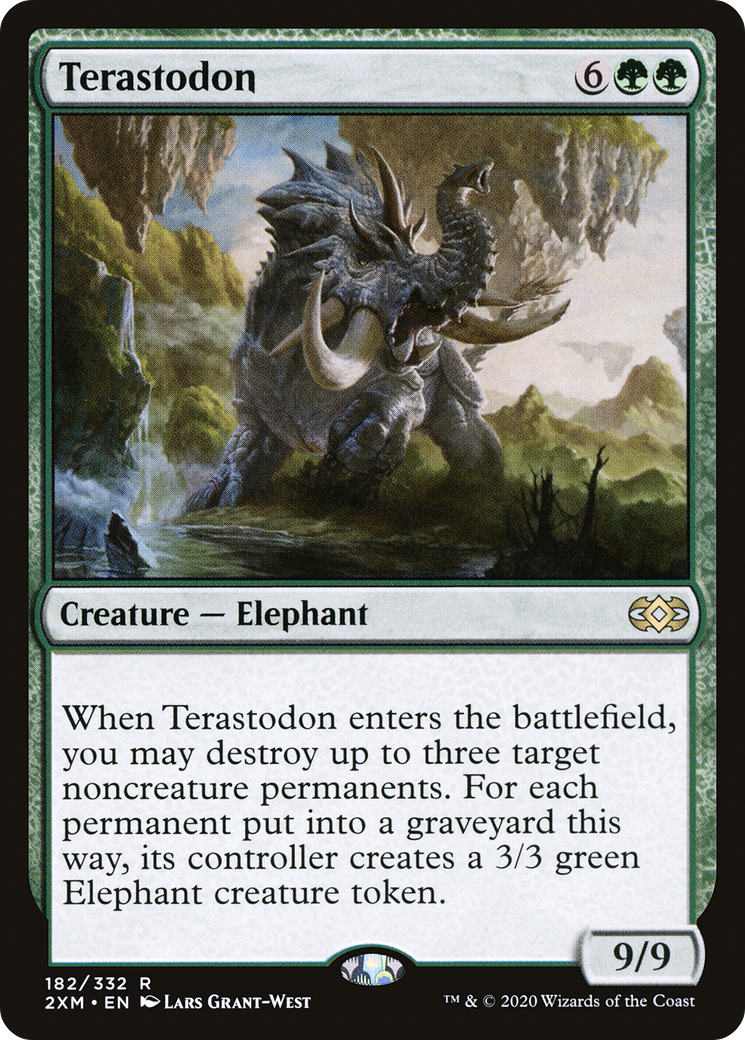 Terastodon 6
Creature — Elephant
When Terastodon enters the battlefield,
you may destroy up to three target
noncreature permanents. For each
permanent put into a graveyard this
way, its controller creates a 3/3 green
Elephant creature token.
9/9
182/332 R
2XM • EN Lars Grant-West
™ & © 2020 Wizards of the Coast